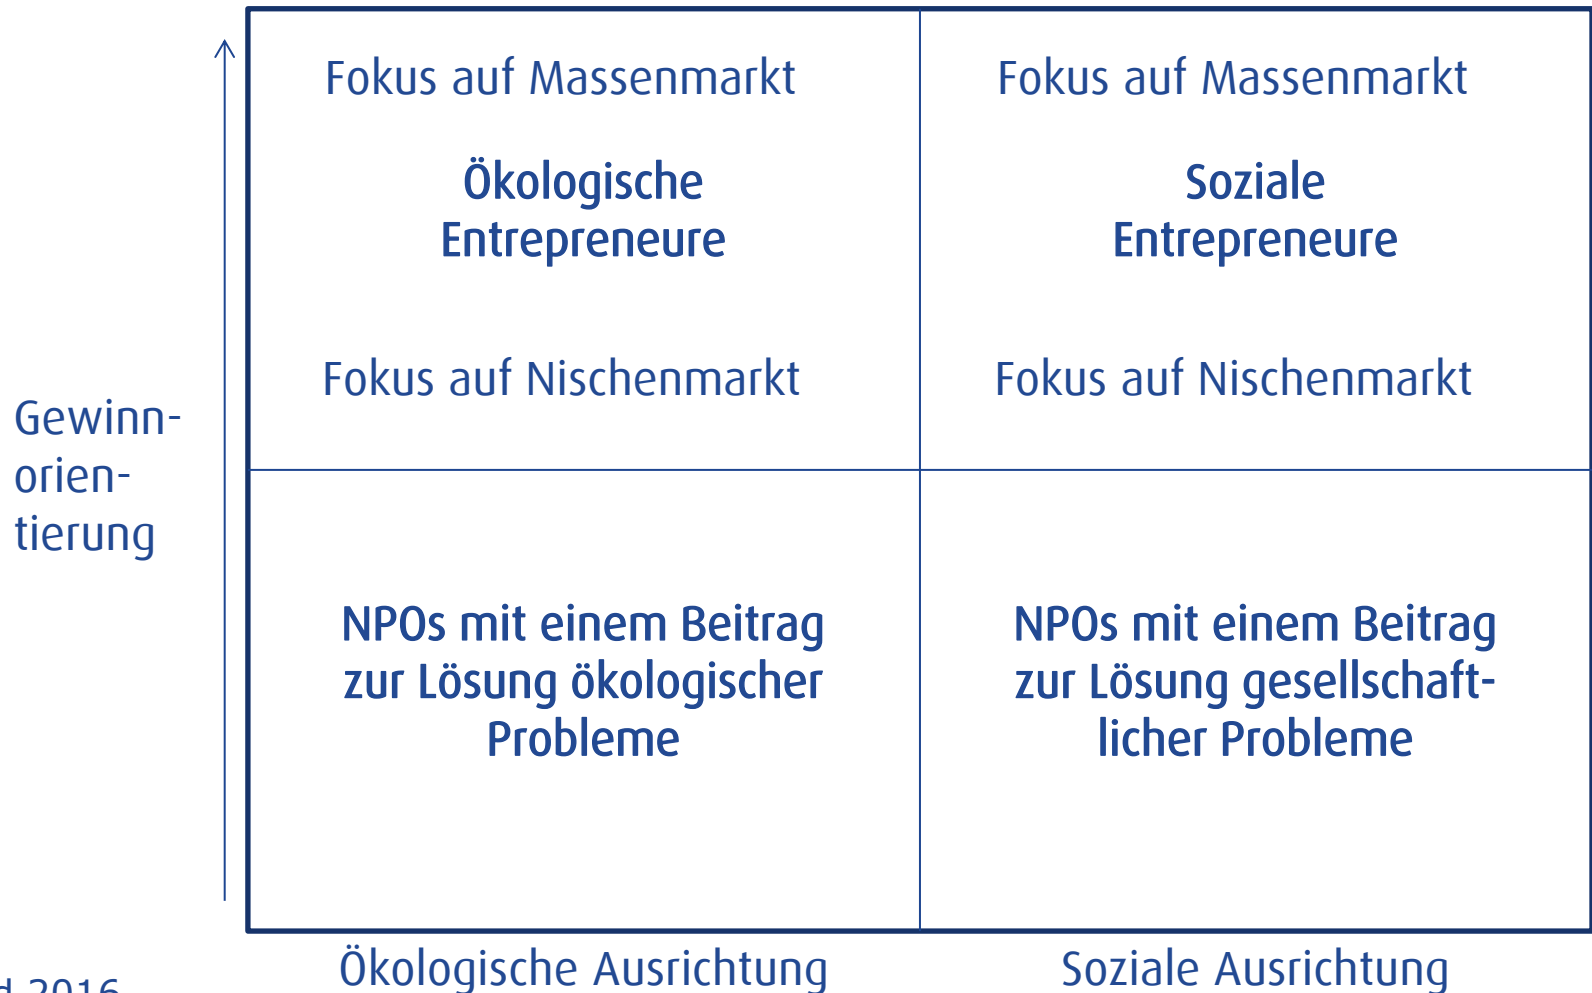 Fokus auf Massenmarkt
Ökologische
Entrepreneure
Fokus auf Nischenmarkt
Fokus auf Massenmarkt
Soziale
Entrepreneure
Fokus auf Nischenmarkt
Gewinn-
orien-
tierung
NPOs mit einem Beitrag
zur Lösung ökologischer
Probleme
NPOs mit einem Beitrag
zur Lösung gesellschaft-
licher Probleme
Ökologische Ausrichtung
Soziale Ausrichtung
2016